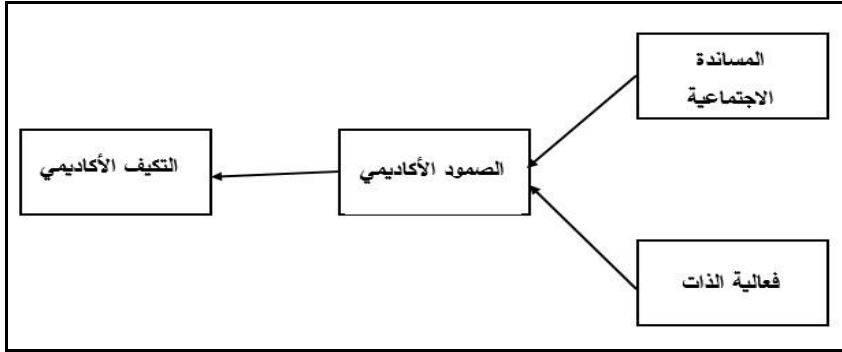 المساندة
الاجتماعية
الصمود الأكاديمي
التكيف الأكاديمي
فعالية الذات